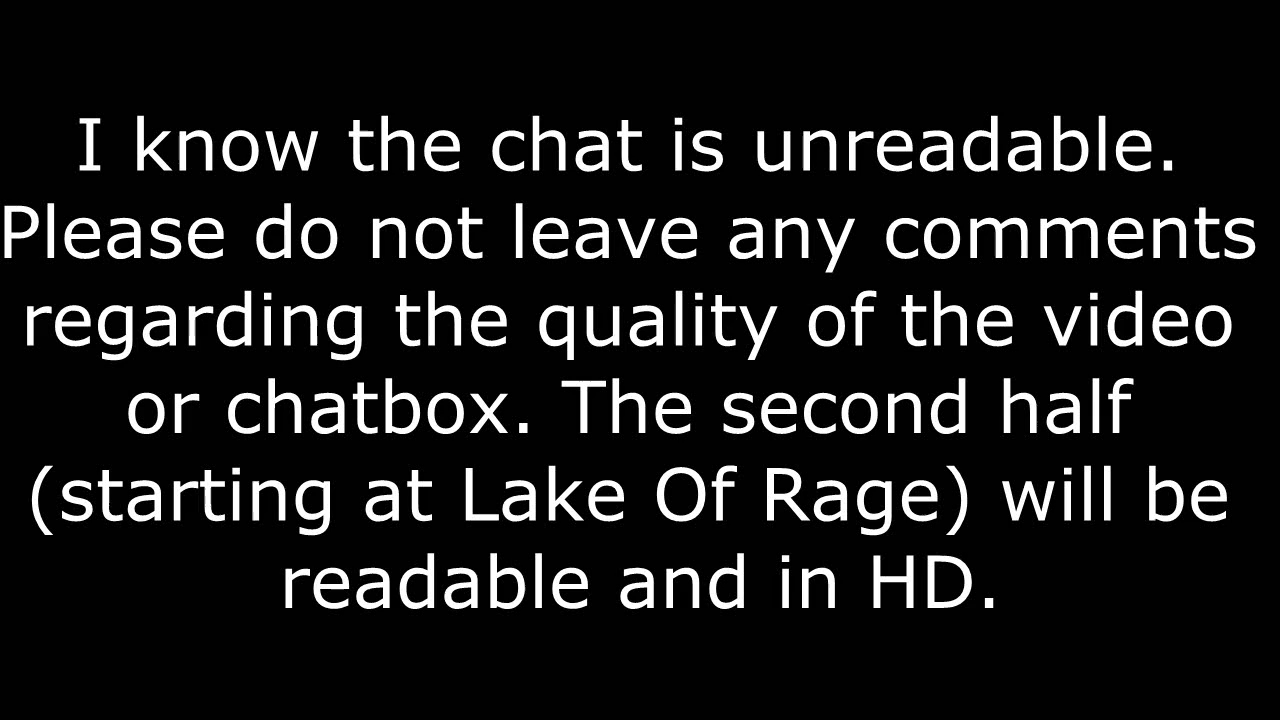 I know the chat is unreadable.
Please do not leave any comments
regarding the quality of the video
or chatbox. The second half
(starting at Lake Of Rage) will be
readable and in HD.